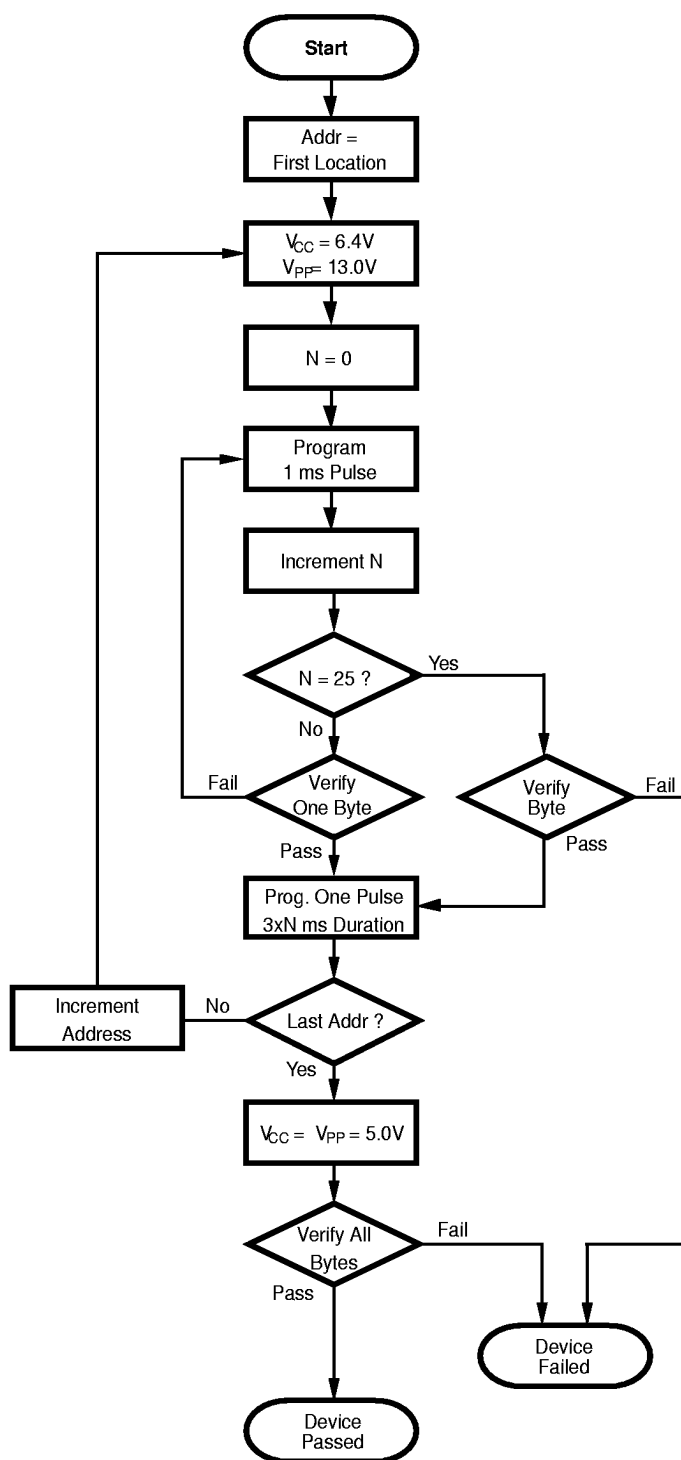 Start
Addr =
First Location
VCC = 6.4V
VPP= 13.0V
N = 0
Program
1 ms Pulse
Increment N
N = 25 ?
Yes
No
Fail
Verify
One Byte
Verify
Byte
Fail
Pass
Pass
Prog. One Pulse
3xN ms Duration
Increment
Address
No
Last Addr ?
Yes
VCC = VPP = 5.0V
Verify All
Bytes
Fail
Pass
Device
Failed
Device
Passed